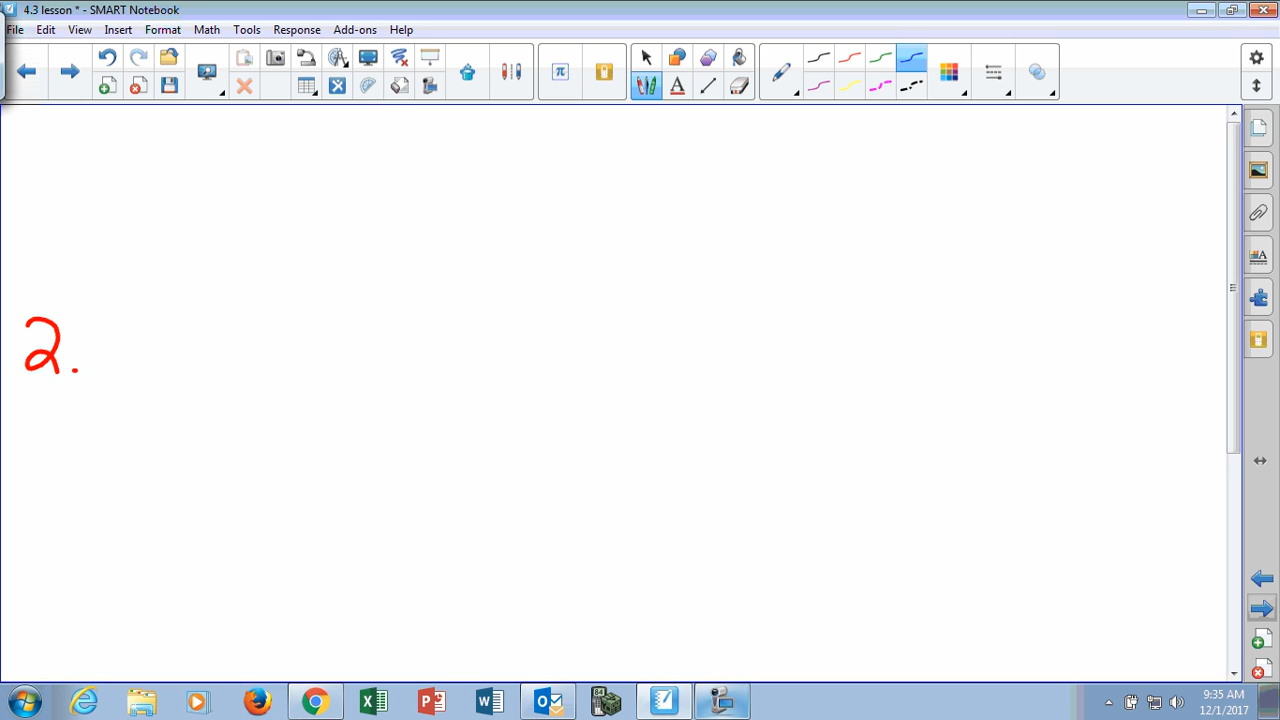 4.3 lesson * - SMART Notebook
File Edit View Insert Format Math Tools Response Add-ons Help
2.
9:35 AM
12/1/2017